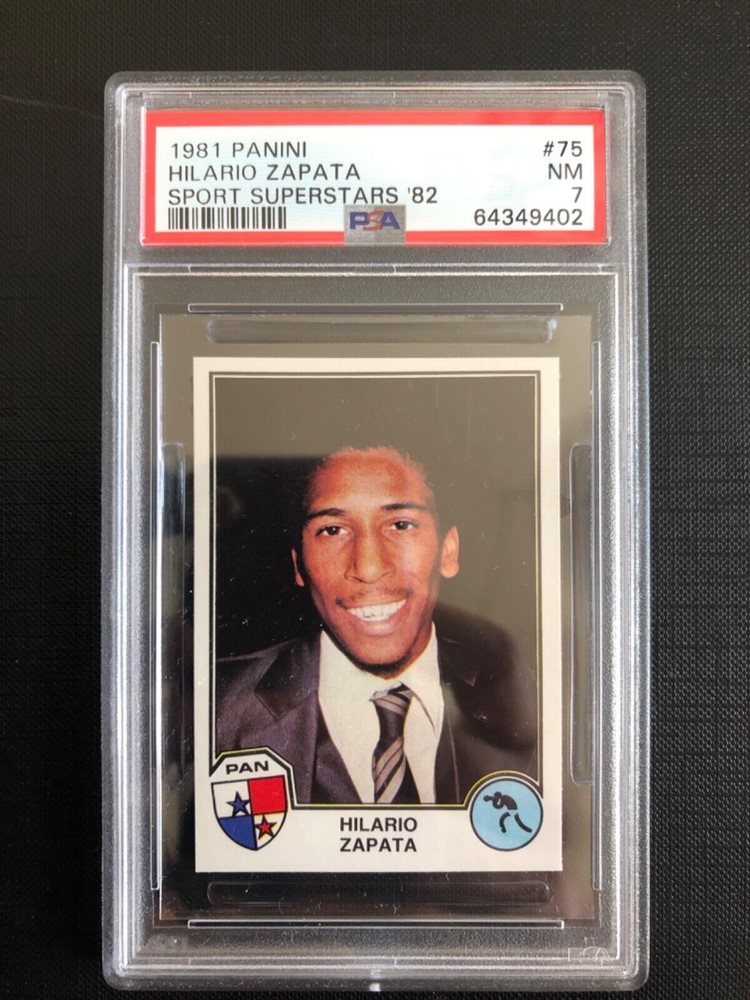 1981 PANINI #75
HILARIO ZAPATA NM
SPORT SUPERSTARS '82 7
PSA 64349402
PAN
HILARIO
ZAPATA